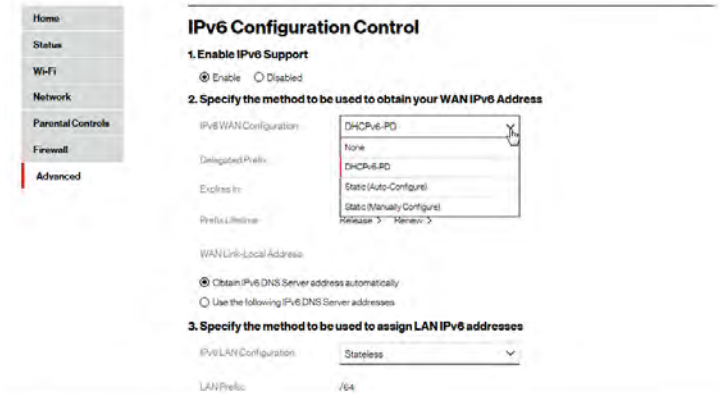 Home
Status
Wi-Fi
Network
Parental Controls
Firewall
Advanced
IPv6 Configuration Control
1. Enable IPv6 Support
Enable Disabled
2. Specify the method to be used to obtain your WAN IPv6 Address
IPv6 WAN Configuration: DHCPv6-PD
None
Delegated Prefix:
DHCPv6-PD
Expires In:
Static (Auto-Configure)
Static (Manually Configure)
Prefix Lifetime: Release > Renew >
WAN Link-Local Address:
Obtain IPv6 DNS Server address automatically
Use the following IPv6 DNS Server addresses
3. Specify the method to be used to assign LAN IPv6 addresses
IPv6 LAN Configuration: Stateless
LAN Prefix: /64